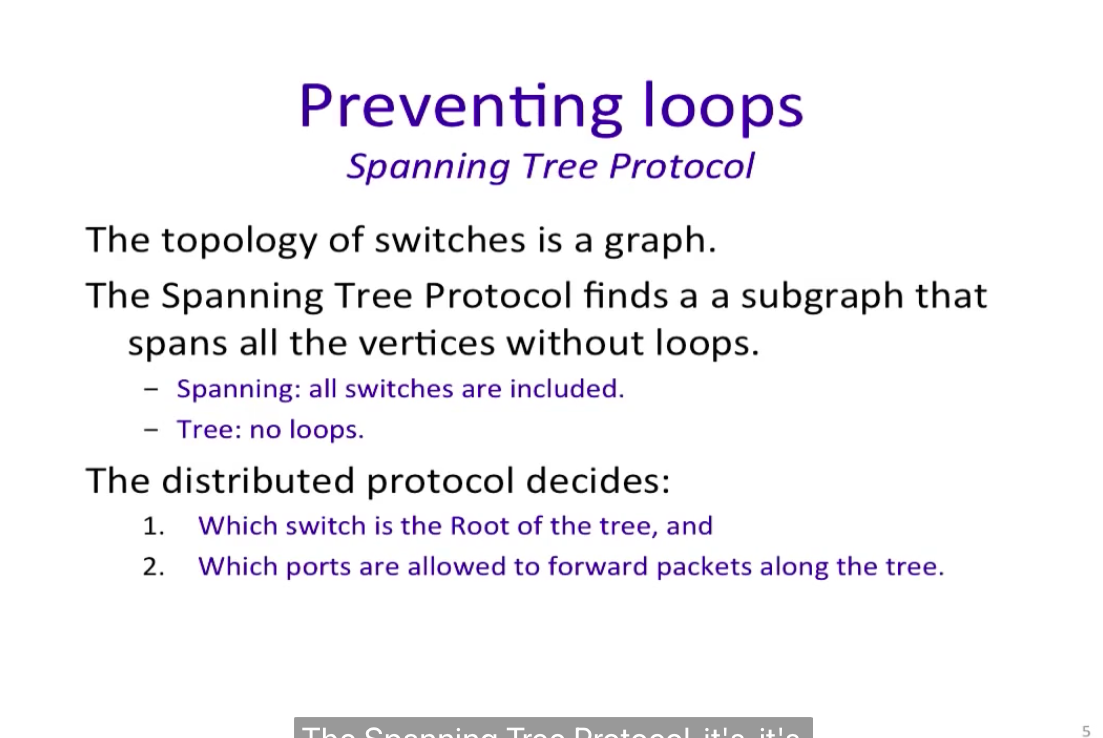 Preventing loops
Spanning Tree Protocol
The topology of switches is a graph.
The Spanning Tree Protocol finds a a subgraph that
spans all the vertices without loops.
– Spanning: all switches are included.
– Tree: no loops.
The distributed protocol decides:
1. Which switch is the Root of the tree, and
2. Which ports are allowed to forward packets along the tree.
The Spanning Tree Protocol, it's, it's
5